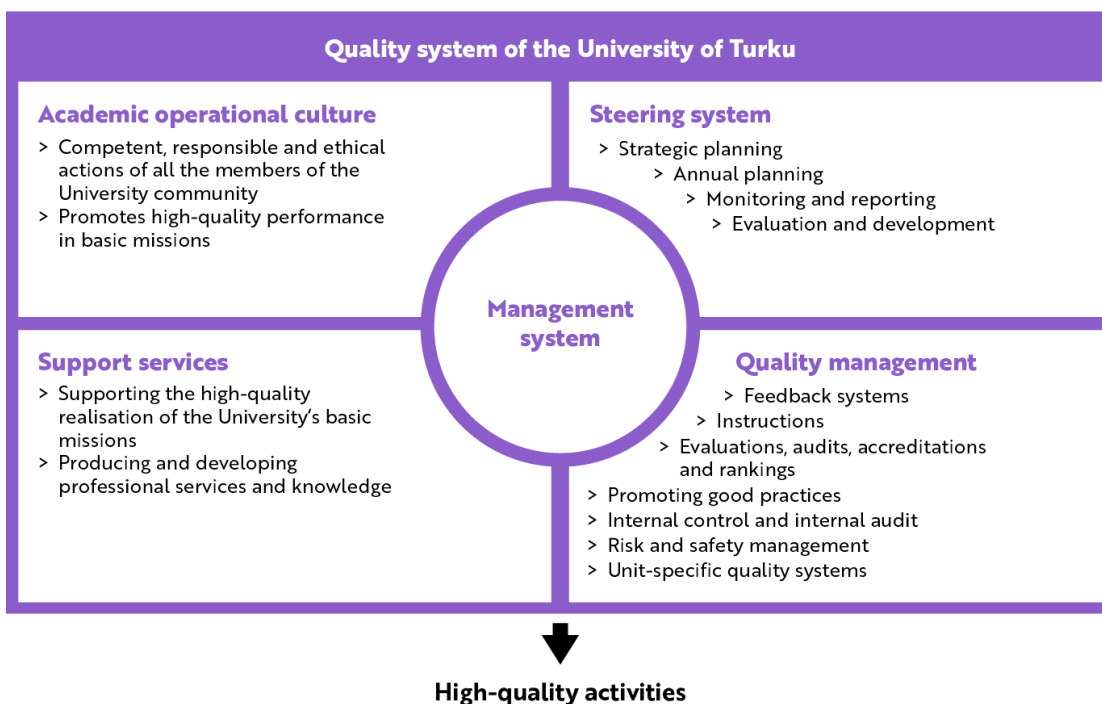 Quality system of the University of Turku
Academic operational culture
> Competent, responsible and ethical
actions of all the members of the
University community
> Promotes high-quality performance
in basic missions
Steering system
> Strategic planning
> Annual planning
> Monitoring and reporting
> Evaluation and development
Management
system
Support services
> Supporting the high-quality
realisation of the University’s basic
missions
> Producing and developing
professional services and knowledge
Quality management
> Feedback systems
> Instructions
> Evaluations, audits, accreditations
and rankings
> Promoting good practices
> Internal control and internal audit
> Risk and safety management
> Unit-specific quality systems
High-quality activities